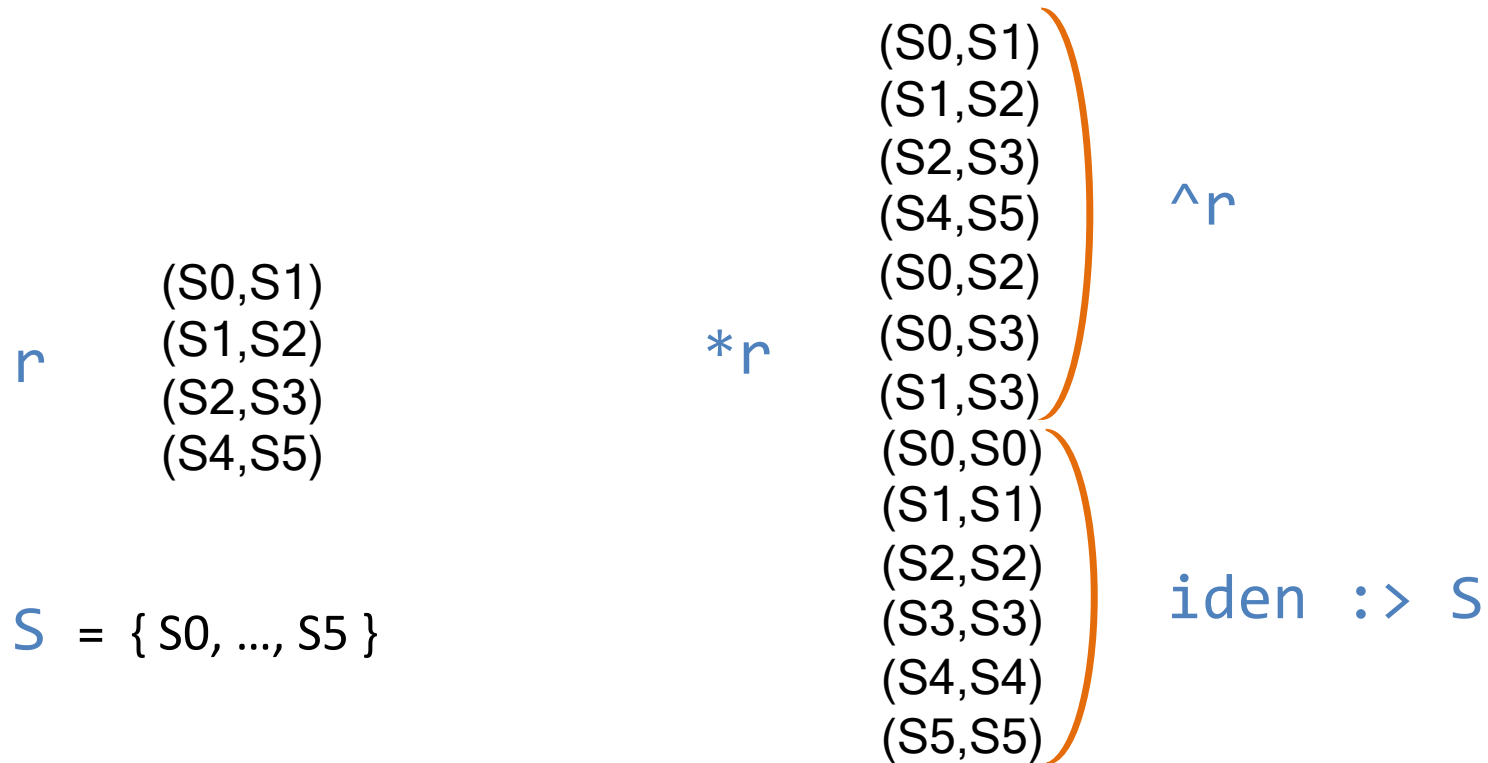 r
(S0,S1)
(S1,S2)
(S2,S3)
(S4,S5)
S = { S0, ..., S5 }
*r
(S0,S1)
(S1,S2)
(S2,S3)
(S4,S5)
(S0,S2)
(S0,S3)
(S1,S3)
^r
(S0,S0)
(S1,S1)
(S2,S2)
(S3,S3)
(S4,S4)
(S5,S5)
iden :> S